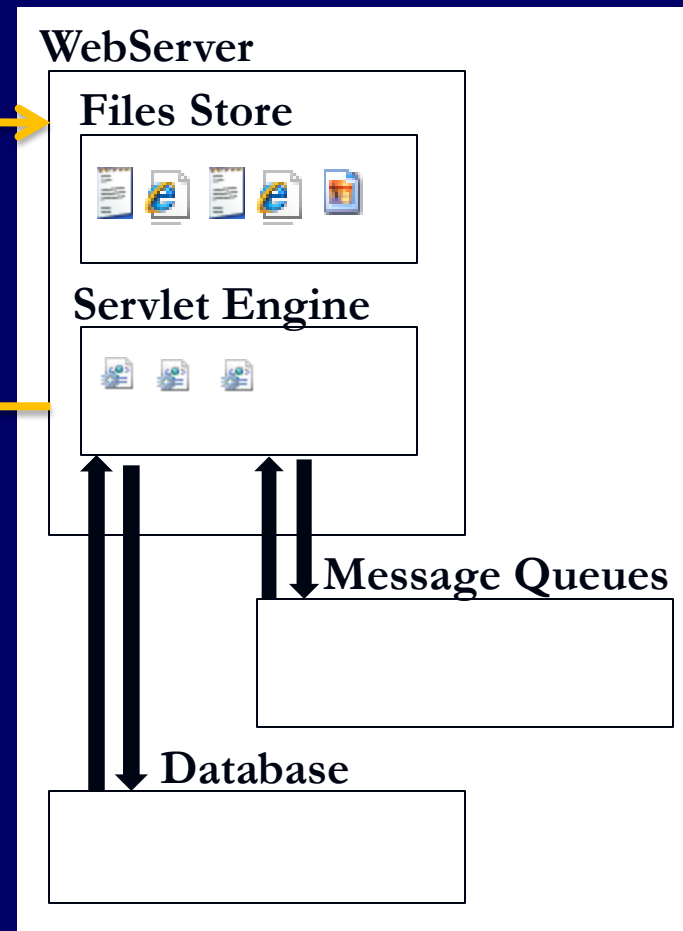 WebServer
Files Store
Servlet Engine
Message Queues
Database